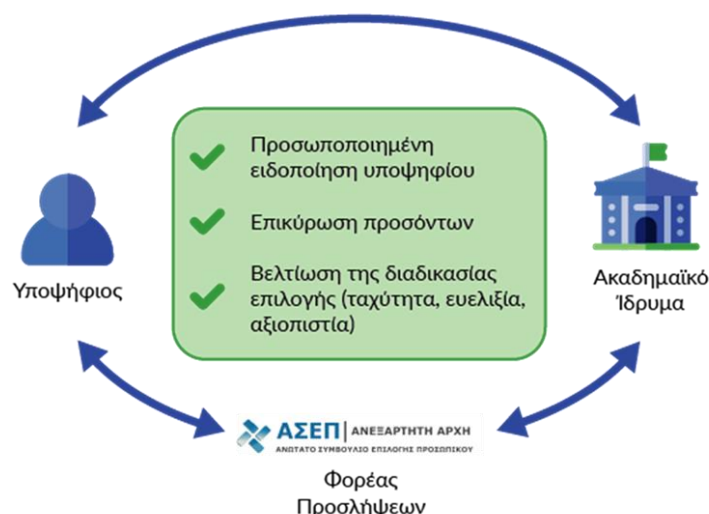 Προσωποποιημένη
ειδοποίηση υποψηφίου
Επικύρωση προσόντων
Βελτίωση της διαδικασίας
επιλογής (ταχύτητα, ευελιξία,
αξιοπιστία)
Υποψήφιος
Ακαδημαϊκό
Ίδρυμα
ΑΣΕΠ | ΑΝΕΞΑΡΤΗΤΗ ΑΡΧΗ
ΑΝΩΤΑΤΟ ΣΥΜΒΟΥΛΙΟ ΕΠΙΛΟΓΗΣ ΠΡΟΣΩΠΙΚΟΥ
Φορέας
Προσλήψεων